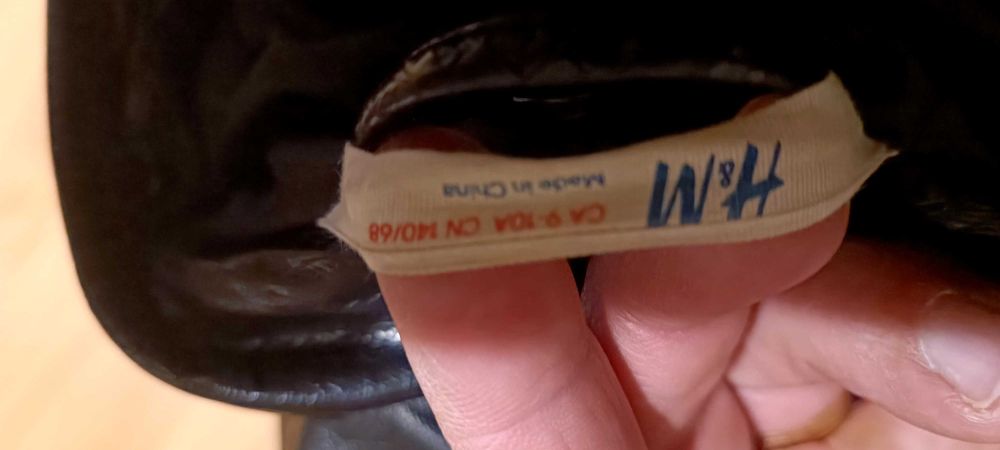 H&M
CA 9-10A CN 140/68
Made in China